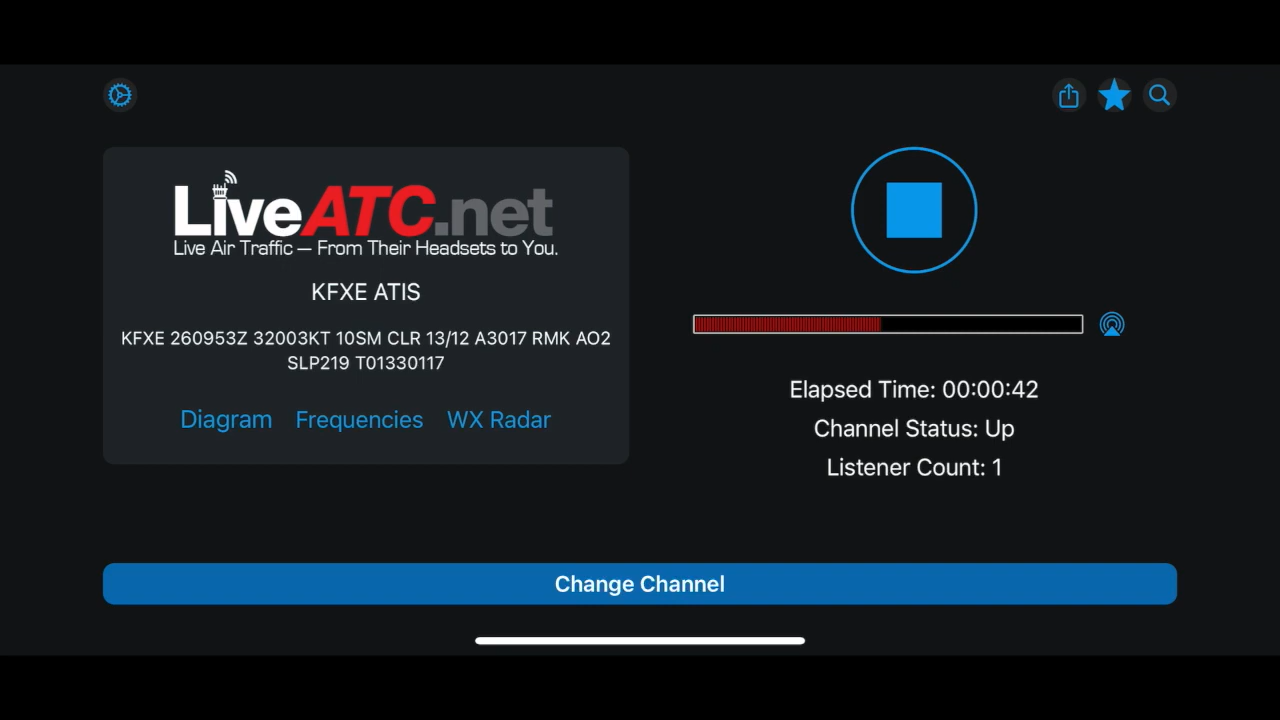 LiveATC.net
Live Air Traffic — From Their Headsets to You.
KFXE ATIS
KFXE 260953Z 32003KT 10SM CLR 13/12 A3017 RMK AO2
SLP219 T01330117
Diagram Frequencies WX Radar
Elapsed Time: 00:00:42
Channel Status: Up
Listener Count: 1
Change Channel